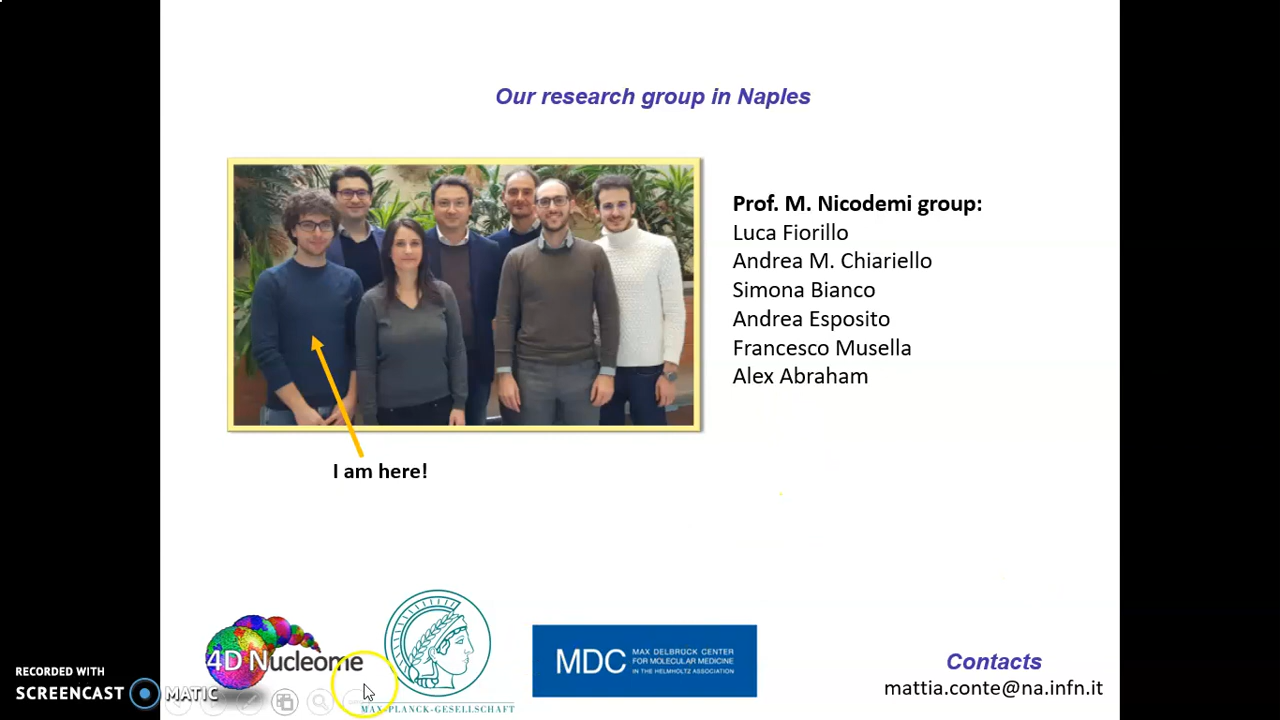 Our research group in Naples
Prof. M. Nicodemi group:
Luca Fiorillo
Andrea M. Chiariello
Simona Bianco
Andrea Esposito
Francesco Musella
Alex Abraham
I am here!
4D Nucleome
MAX-PLANCK-GESELLSCHAFT
MDC
MAX DELBRÜCK CENTER
FOR MOLECULAR MEDICINE
IN THE HELMHOLTZ ASSOCIATION
Contacts
mattia.conte@na.infn.it
RECORDED WITH
SCREENCAST MATIC